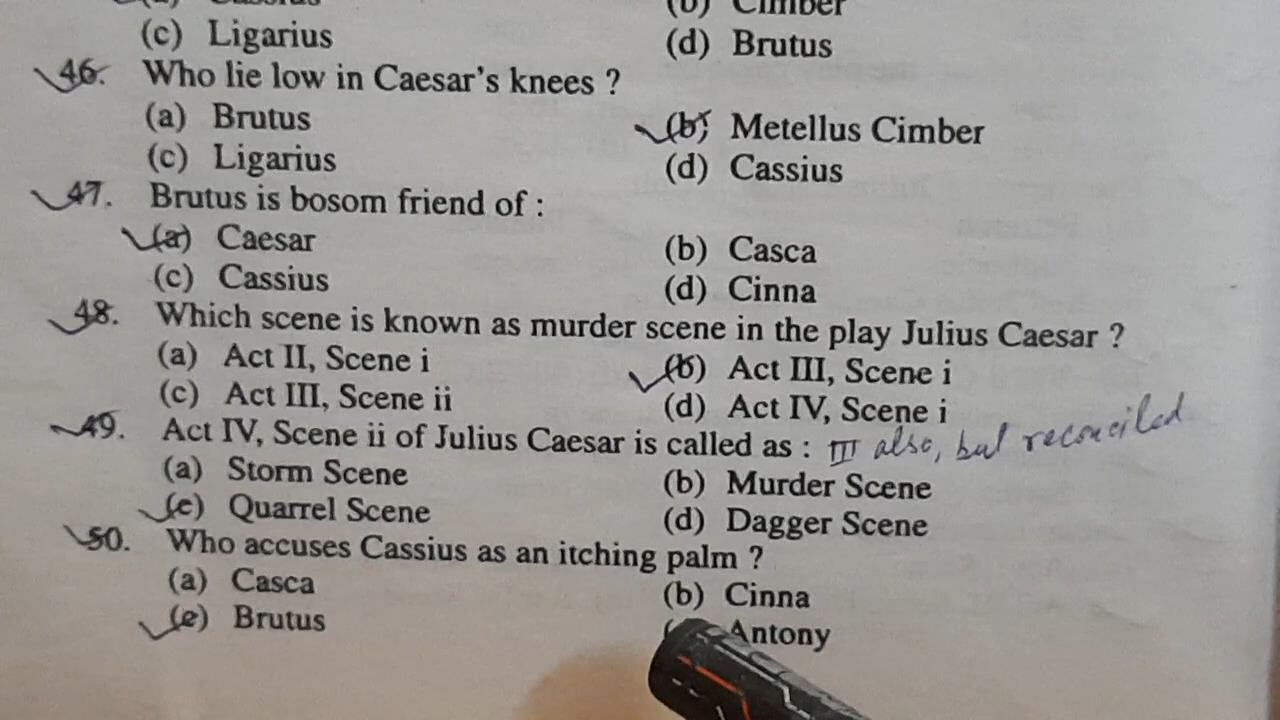 (b) Cimber
(c) Ligarius (d) Brutus
46. Who lie low in Caesar's knees ?
(a) Brutus (b) Metellus Cimber
(c) Ligarius (d) Cassius
47. Brutus is bosom friend of :
(a) Caesar (b) Casca
(c) Cassius (d) Cinna
48. Which scene is known as murder scene in the play Julius Caesar ?
(a) Act II, Scene i (b) Act III, Scene i
(c) Act III, Scene ii (d) Act IV, Scene i
49. Act IV, Scene ii of Julius Caesar is called as : III also, but reconciled
(a) Storm Scene (b) Murder Scene
(c) Quarrel Scene (d) Dagger Scene
50. Who accuses Cassius as an itching palm ?
(a) Casca (b) Cinna
(c) Brutus Antony